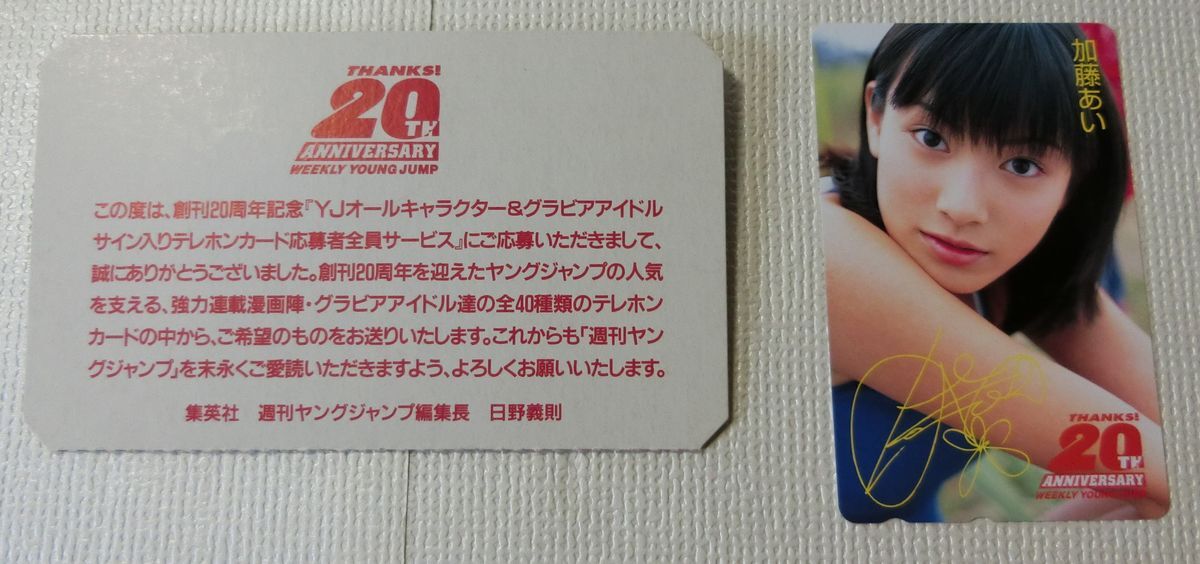 THANKS!
20TH
ANNIVERSARY
WEEKLY YOUNG JUMP
この度は、創刊20周年記念『YJオールキャラクター&グラビアアイドル
サイン入りテレホンカード応募者全員サービス』にご応募いただきまして、
誠にありがとうございました。創刊20周年を迎えたヤングジャンプの人気
を支える、強力連載漫画陣・グラビアアイドル達の全40種類のテレホン
カードの中から、ご希望のものをお送りいたします。これからも「週刊ヤン
グジャンプ」を末永くご愛読いただきますよう、よろしくお願いいたします。
集英社 週刊ヤングジャンプ編集長 日野義則
加藤あい
THANKS!
20TH
ANNIVERSARY
WEEKLY YOUNG JUMP